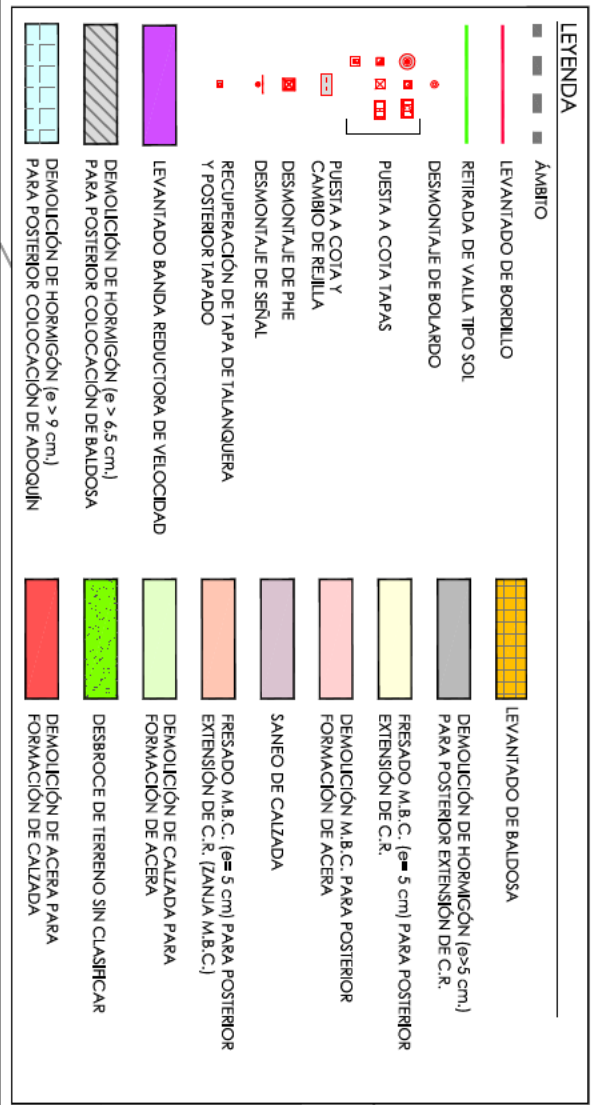 LEYENDA
ÁMBITO
LEVANTADO DE BORDILLO
RETIRADA DE VALLA TIPO SOL
DESMONTAJE DE BOLARDO
PUESTA A COTA TAPAS
PUESTA A COTA Y
CAMBIO DE REJILLA
DESMONTAJE DE PHE
DESMONTAJE DE SEÑAL
RECUPERACIÓN DE TAPA DE TALANQUERA
Y POSTERIOR TAPADO
LEVANTADO BANDA REDUCTORA DE VELOCIDAD
DEMOLICIÓN DE HORMIGÓN (e > 6,5 cm.)
PARA POSTERIOR COLOCACIÓN DE BALDOSA
DEMOLICIÓN DE HORMIGÓN (e > 9 cm.)
PARA POSTERIOR COLOCACIÓN DE ADOQUÍN
LEVANTADO DE BALDOSA
DEMOLICIÓN DE HORMIGÓN (e>5 cm.)
PARA POSTERIOR EXTENSIÓN DE C.R.
FRESADO M.B.C. (e= 5 cm) PARA POSTERIOR
EXTENSIÓN DE C.R.
DEMOLICIÓN M.B.C. PARA POSTERIOR
FORMACIÓN DE ACERA
SANEO DE CALZADA
FRESADO M.B.C. (e= 5 cm) PARA POSTERIOR
EXTENSIÓN DE C.R. (ZANJA M.B.C.)
DEMOLICIÓN DE CALZADA PARA
FORMACIÓN DE ACERA
DESBROCE DE TERRENO SIN CLASIFICAR
DEMOLICIÓN DE ACERA PARA
FORMACIÓN DE CALZADA